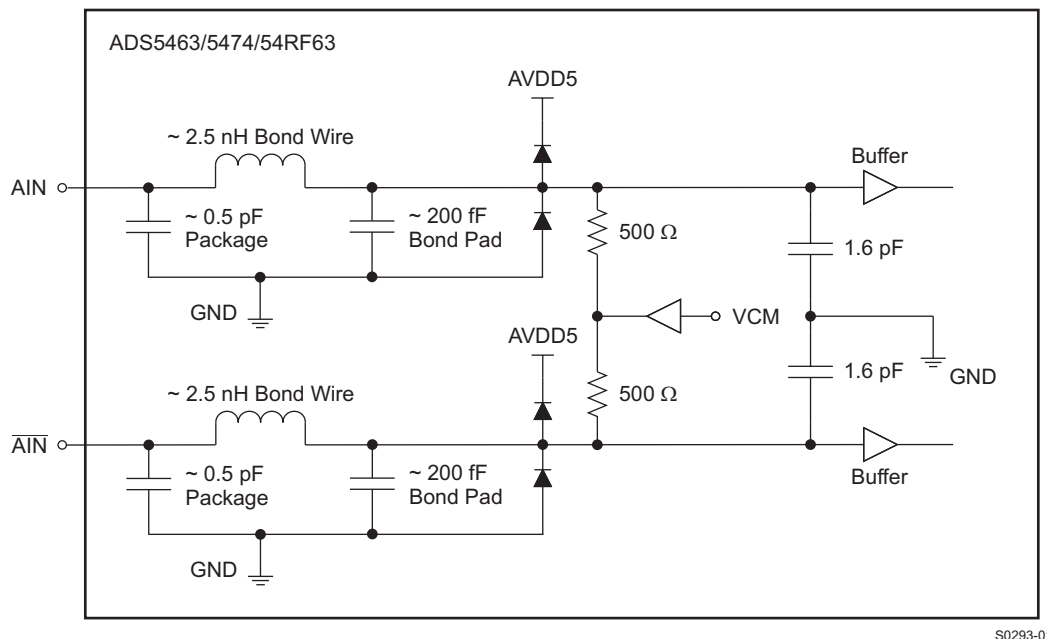 ADS5463/5474/54RF63
AVDD5
~ 2.5 nH Bond Wire
Buffer
AIN
~ 0.5 pF
Package
~ 200 fF
Bond Pad
500 Ω
1.6 pF
GND
VCM
AVDD5
GND
~ 2.5 nH Bond Wire
1.6 pF
500 Ω
AIN
~ 0.5 pF
Package
~ 200 fF
Bond Pad
Buffer
GND